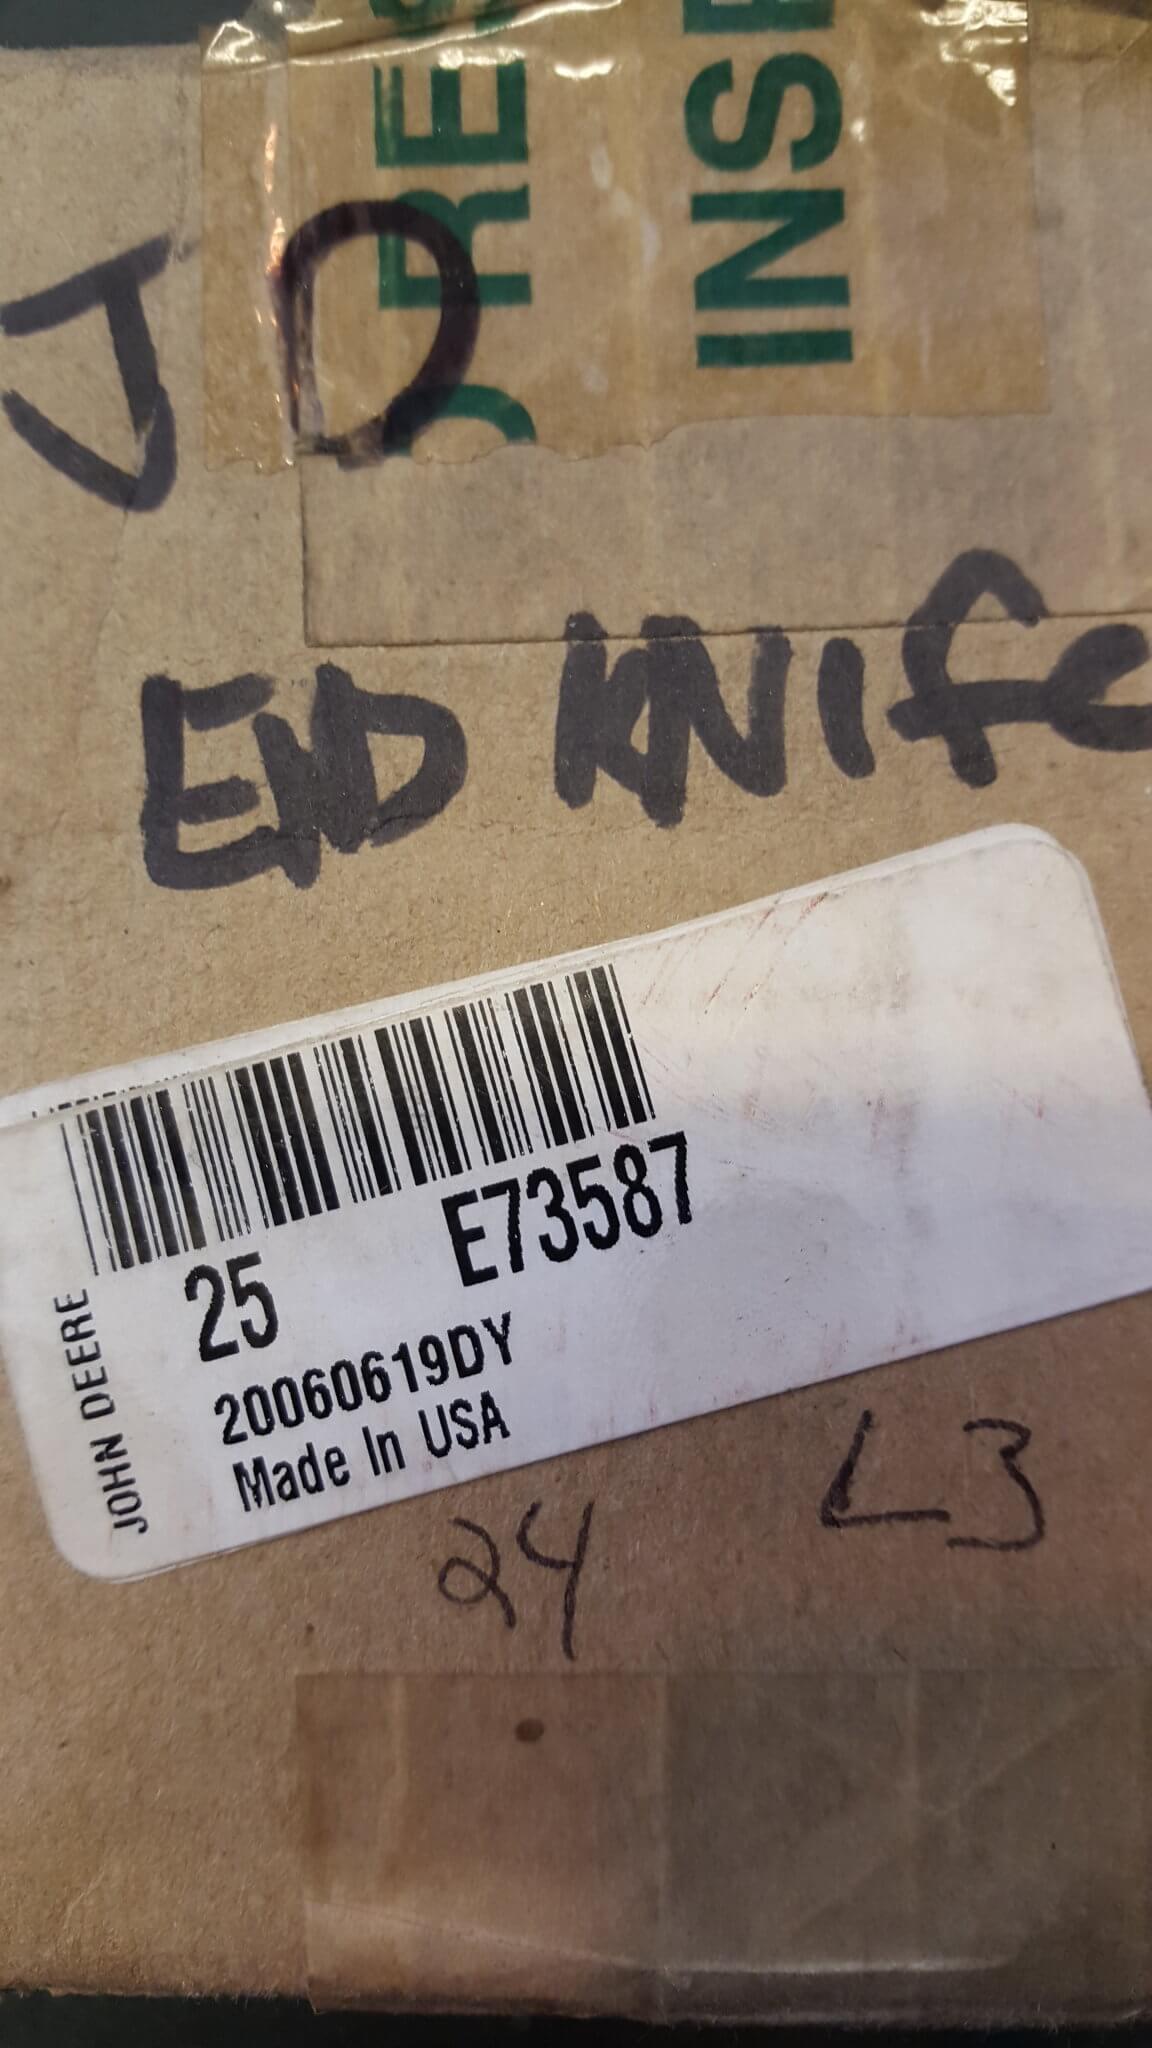 JD
END KNIFE
25 E73587
20060619DY
Made In USA
JOHN DEERE
24 L3